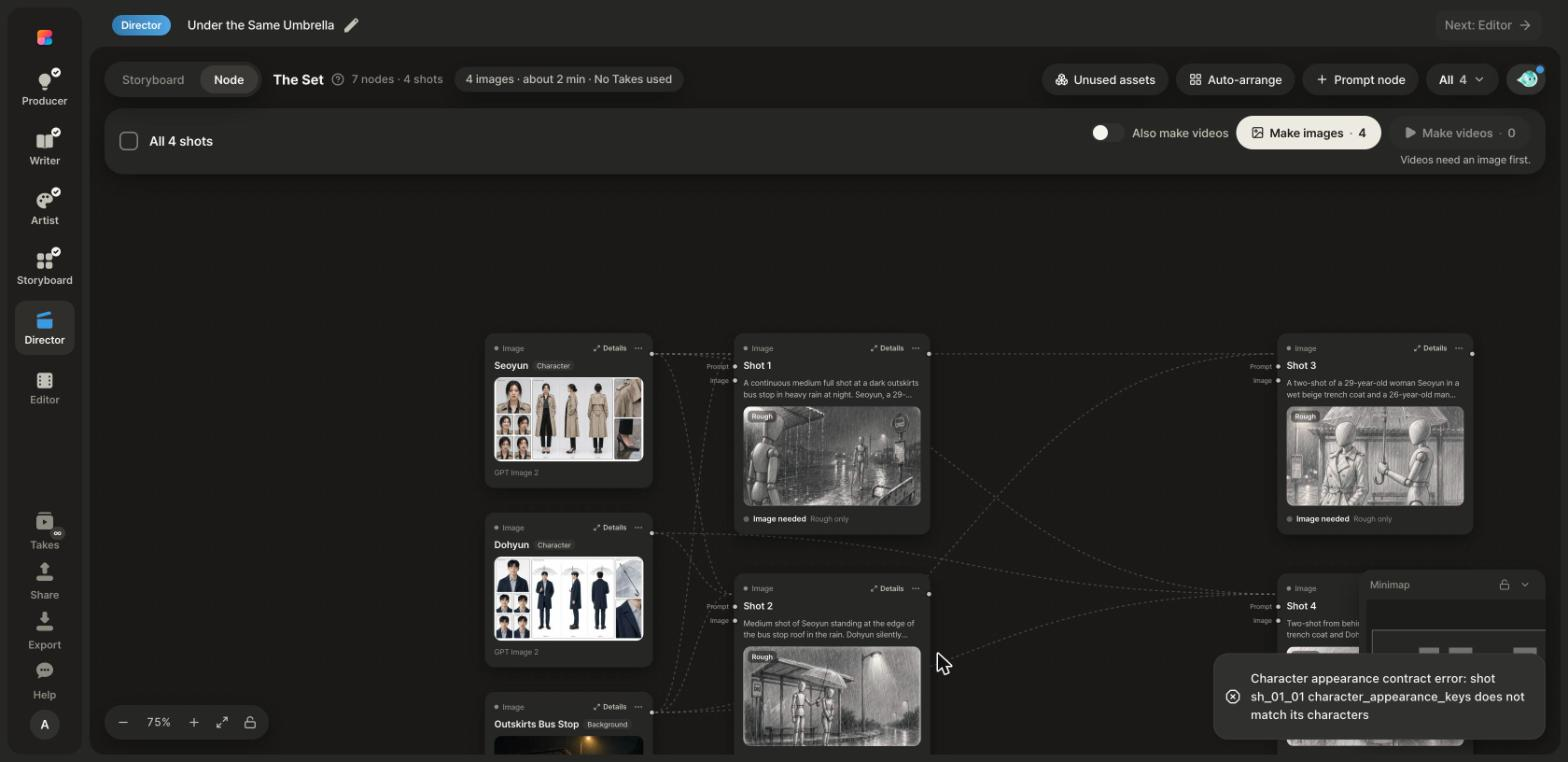 Director
Under the Same Umbrella
Next: Editor
Producer
Writer
Artist
Storyboard
Director
Editor
Takes
Share
Export
Help
A
Storyboard
Node
The Set
7 nodes · 4 shots
4 images · about 2 min · No Takes used
Unused assets
Auto-arrange
Prompt node
All 4
All 4 shots
Also make videos
Make images · 4
Make videos · 0
Videos need an image first.
Image
Details
Seoyun
Character
GPT Image 2
Image
Details
Dohyun
Character
GPT Image 2
Image
Details
Outskirts Bus Stop
Background
Prompt
Image
Image
Details
Shot 1
A continuous medium full shot at a dark outskirts
bus stop in heavy rain at night. Seoyun, a 29-...
Rough
Image needed
Rough only
Prompt
Image
Image
Details
Shot 2
Medium shot of Seoyun standing at the edge of
the bus stop roof in the rain. Dohyun silently...
Rough
Prompt
Image
Image
Details
Shot 3
A two-shot of a 29-year-old woman Seoyun in a
wet beige trench coat and a 26-year-old man...
Rough
Image needed
Rough only
Prompt
Image
Image
Shot 4
Two-shot from behi
trench coat and Doh
Minimap
Character appearance contract error: shot
sh_01_01 character_appearance_keys does not
match its characters
75%